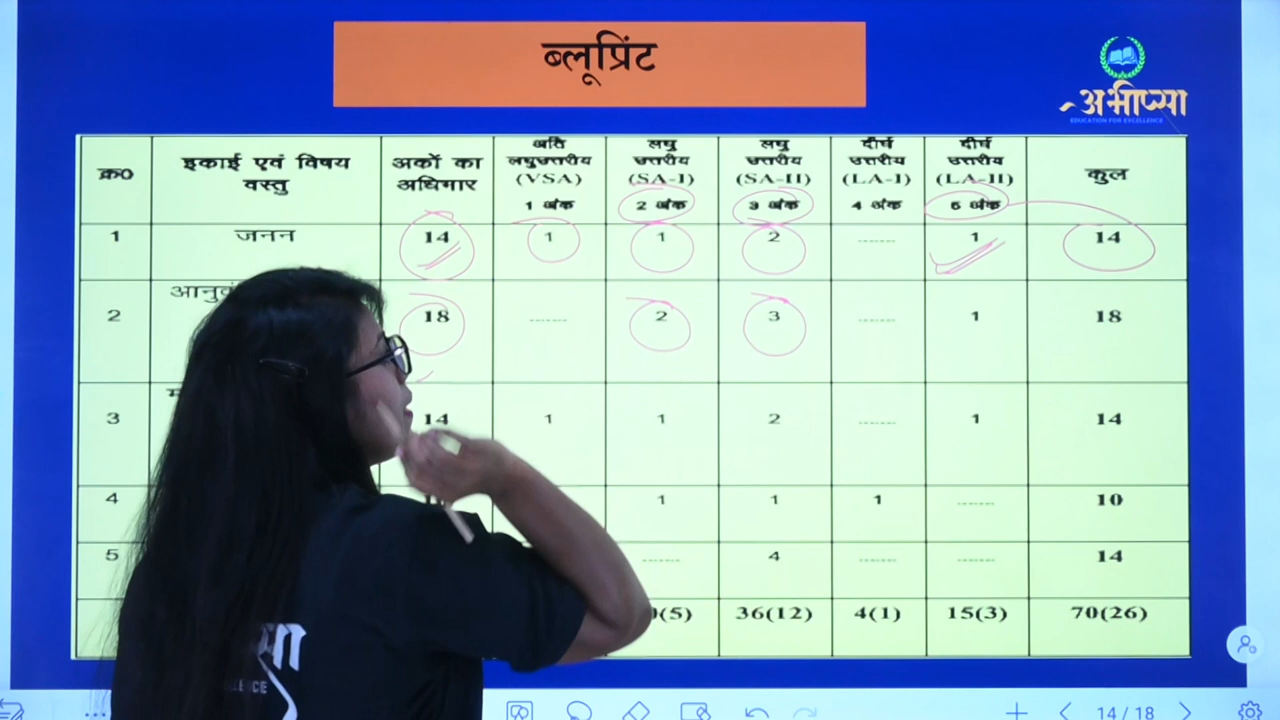 ब्लूप्रिंट
अभीप्सा
EDUCATION FOR EXCELLENCE
क्र0 इकाई एवं विषय वस्तु अकों का अधिमार अति लघुउत्तरीय (VSA) 1 अंक लघु उत्तरीय (SA-I) 2 अंक लघु उत्तरीय (SA-II) 3 अंक दीर्घ उत्तरीय (LA-I) 4 अंक दीर्घ उत्तरीय (LA-II) 5 अंक कुल
1 जनन 14 1 1 2 ------ 1 14
2 18 ------ 2 3 ------ 1 18
3 14 1 1 2 ------ 1 14
4 1 1 1 ------ 10
5 ------ 4 ------ ------ 14
(5) 36(12) 4(1) 15(3) 70(26)
14 / 18